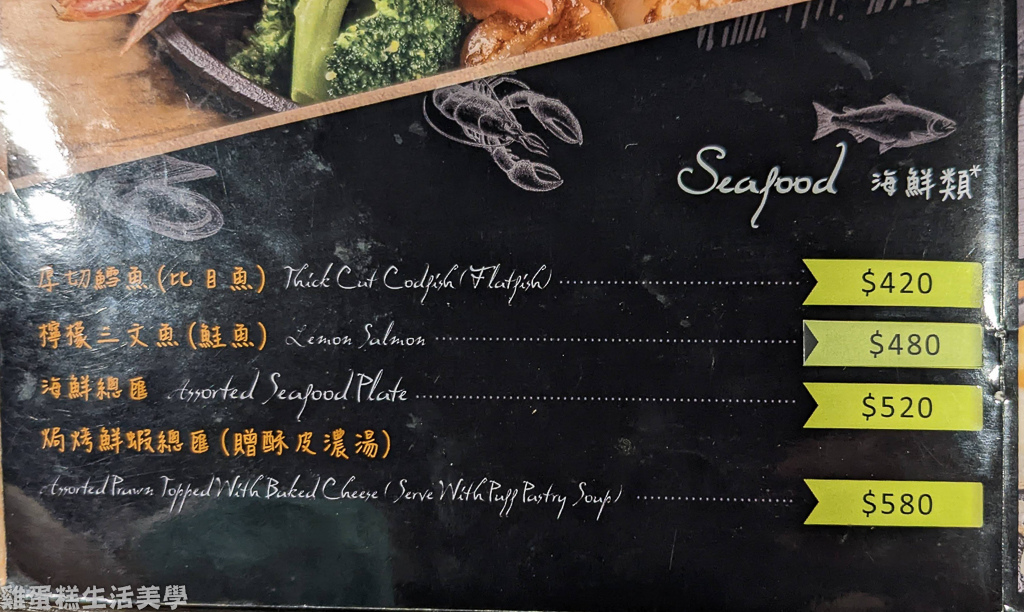 Seafood 海鮮類*
厚切鱈魚(比目魚) Thick Cut Codfish (Flatfish) $420
檸檬三文魚(鮭魚) Lemon Salmon $480
海鮮總匯 Assorted Seafood Plate $520
焗烤鮮蝦總匯(贈酥皮濃湯)
Assorted Prawn Topped With Baked Cheese (Serve With Puff Pastry Soup) $580
雞蛋糕生活美學